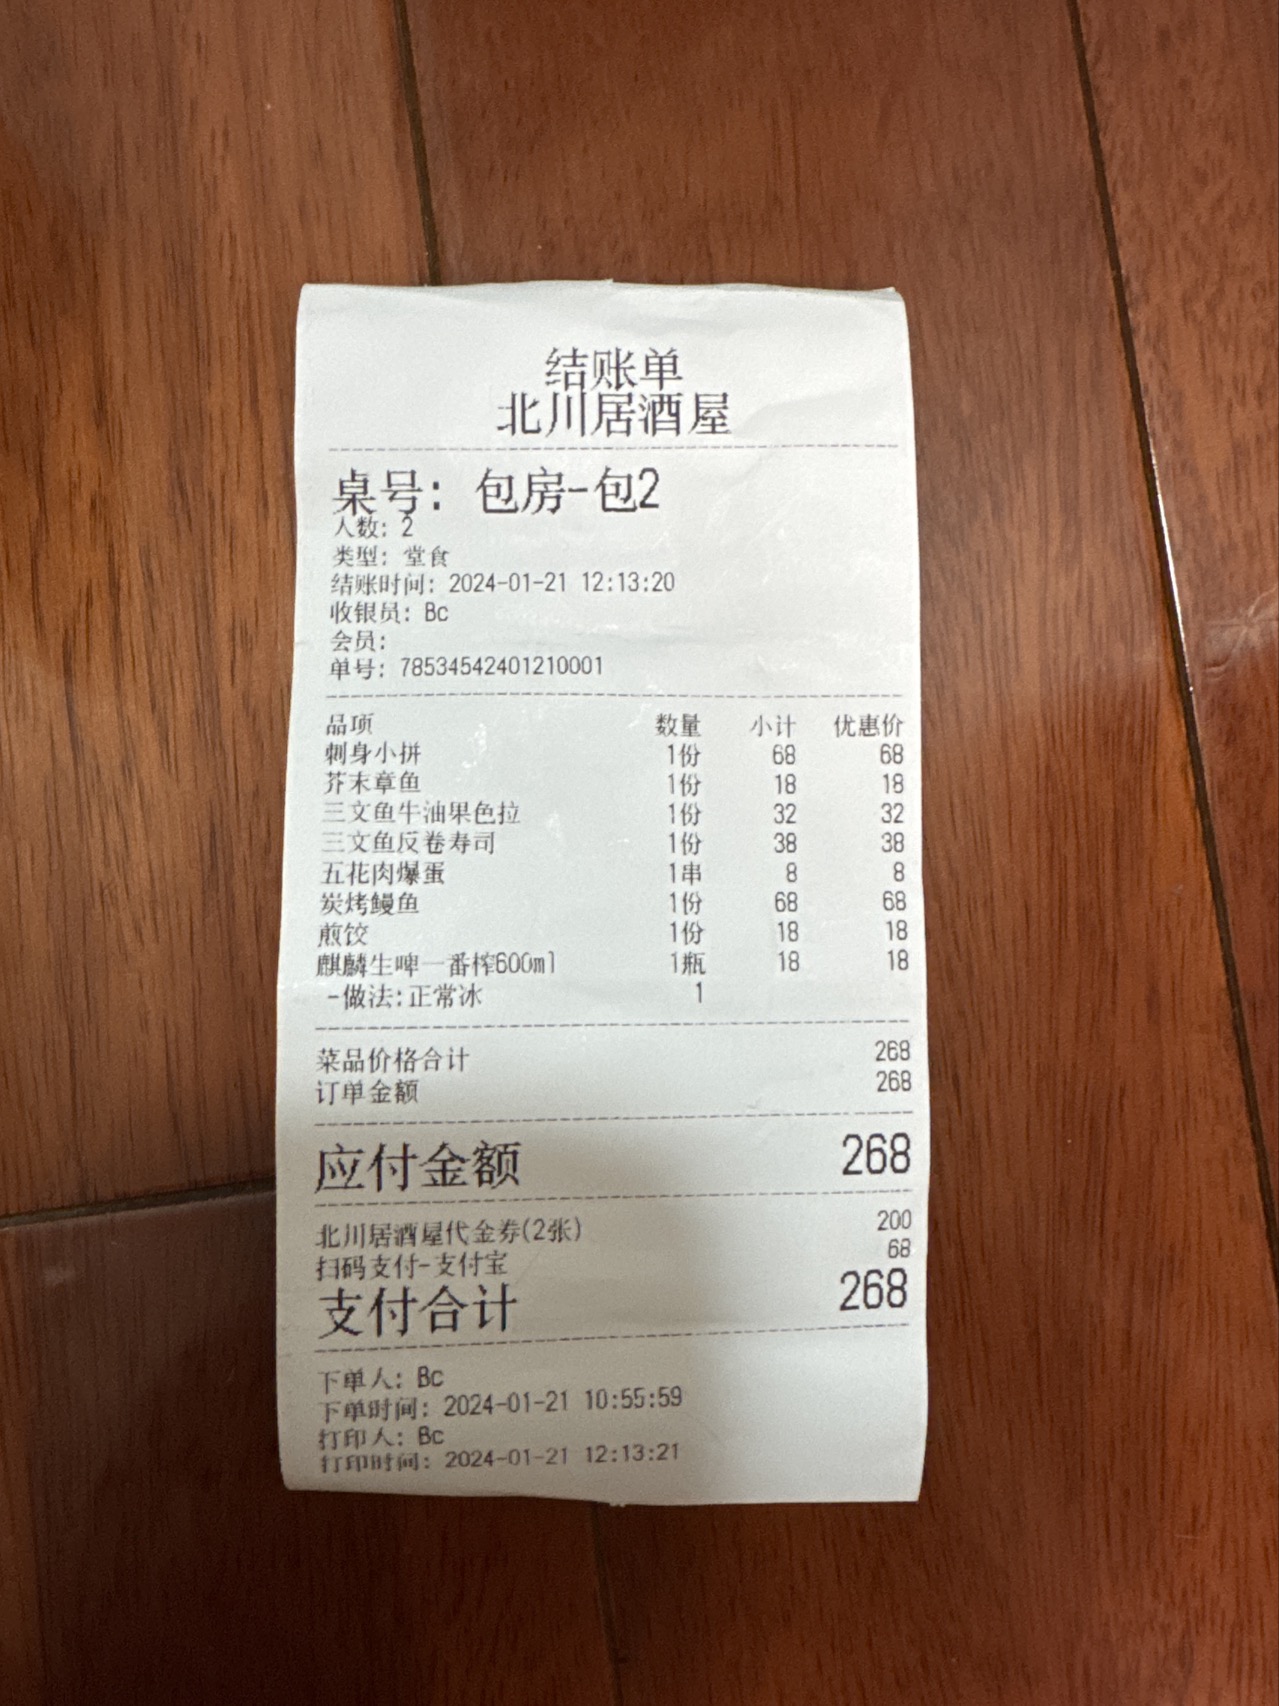 结账单
北川居酒屋
桌号: 包房-包2
人数: 2
类型: 堂食
结账时间: 2024-01-21 12:13:20
收银员: Bc
会员:
单号: 78534542401210001
品项 数量 小计 优惠价
刺身小拼 1份 68 68
芥末章鱼 1份 18 18
三文鱼牛油果色拉 1份 32 32
三文鱼反卷寿司 1份 38 38
五花肉爆蛋 1串 8 8
炭烤鳗鱼 1份 68 68
煎饺 1份 18 18
麒麟生啤一番榨600ml 1瓶 18 18
-做法:正常冰 1
菜品价格合计 268
订单金额 268
应付金额 268
北川居酒屋代金券(2张) 200
扫码支付-支付宝 68
支付合计 268
下单人: Bc
下单时间: 2024-01-21 10:55:59
打印人: Bc
打印时间: 2024-01-21 12:13:21